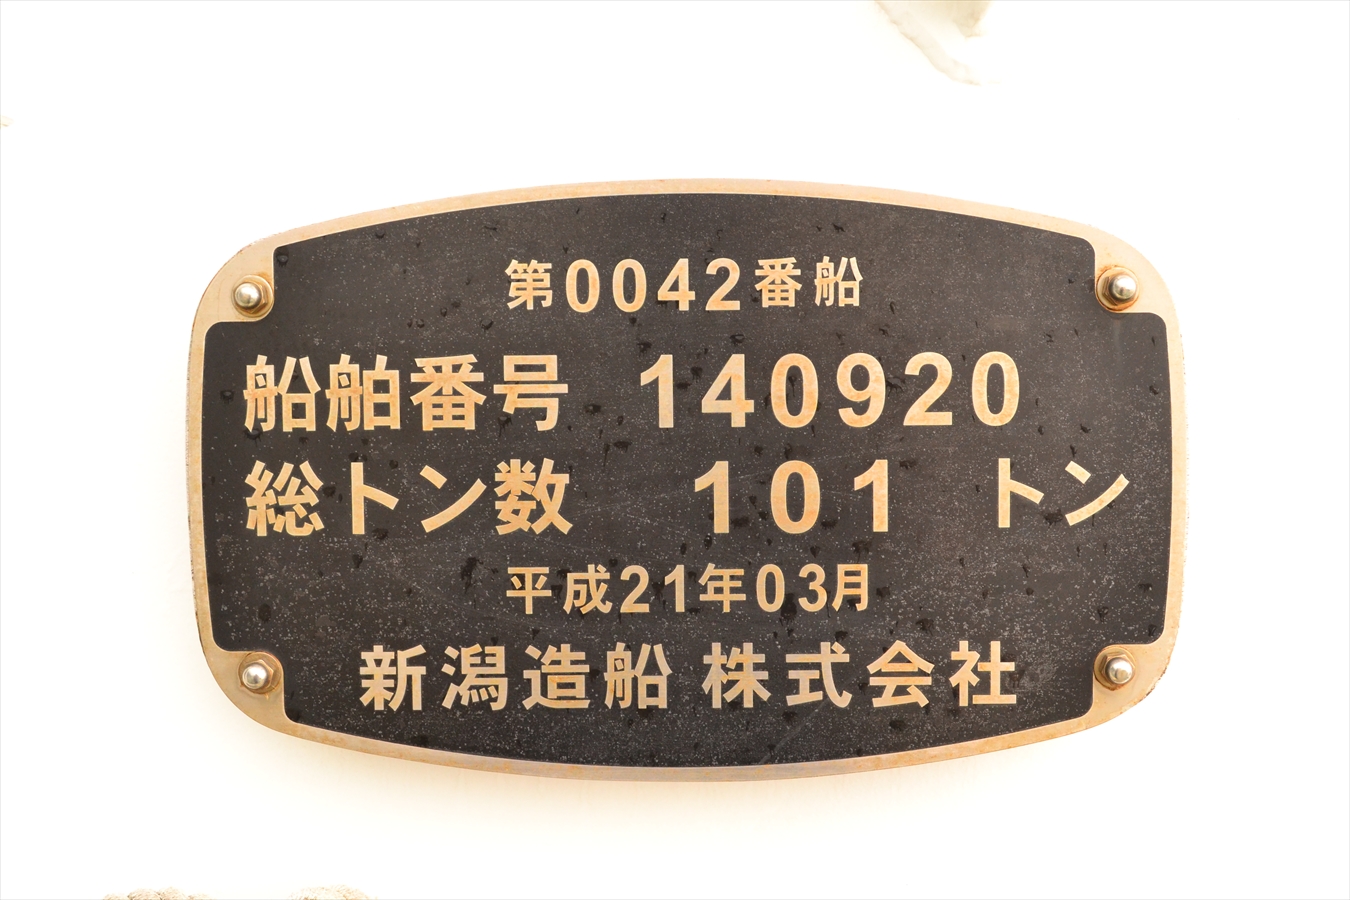 第0042番船
船舶番号 140920
総トン数 101 トン
平成21年03月
新潟造船 株式会社